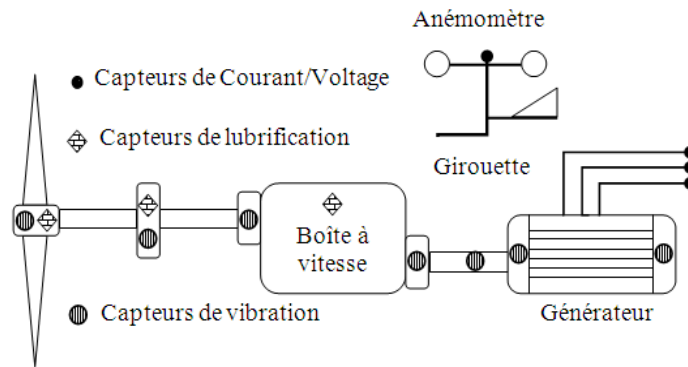 Anémomètre
Capteurs de Courant/Voltage
Capteurs de lubrification
Girouette
Boîte à
vitesse
Capteurs de vibration
Générateur